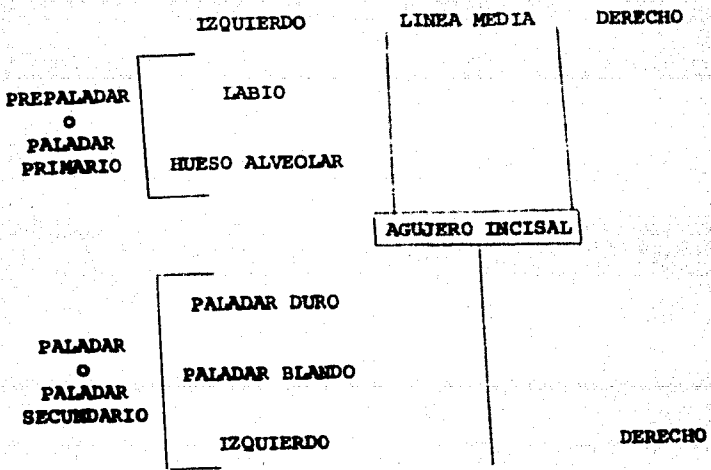 IZQUIERDO LINEA MEDIA DERECHO
PREPALADAR
O
PALADAR
PRIMARIO
LABIO
HUESO ALVEOLAR
AGUJERO INCISAL
PALADAR
O
PALADAR
SECUNDARIO
PALADAR DURO
PALADAR BLANDO
IZQUIERDO DERECHO